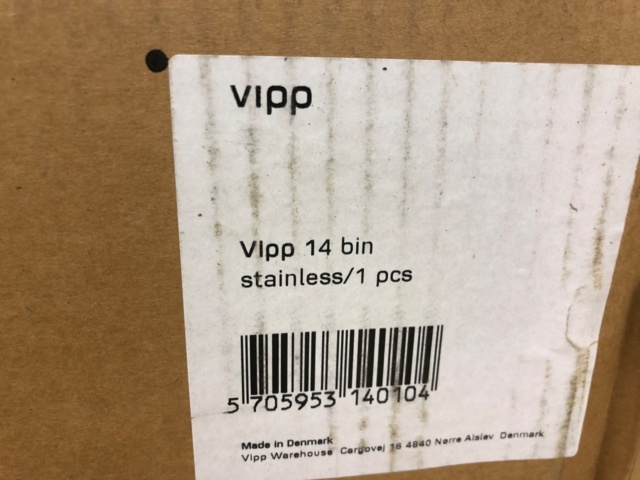 vipp
Vipp 14 bin
stainless/1 pcs
5 705953 140104
Made in Denmark
Vipp Warehouse Cargovej 16 4840 Nørre Alslev Denmark